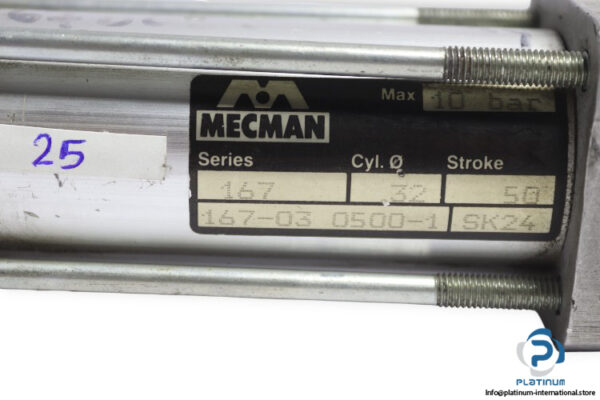 Max 10 bar
MECMAN
25
Series Cyl. Ø Stroke
167 32 50
167-03 0500-1 SK24
PLATINUM
Info@platinum-international.store